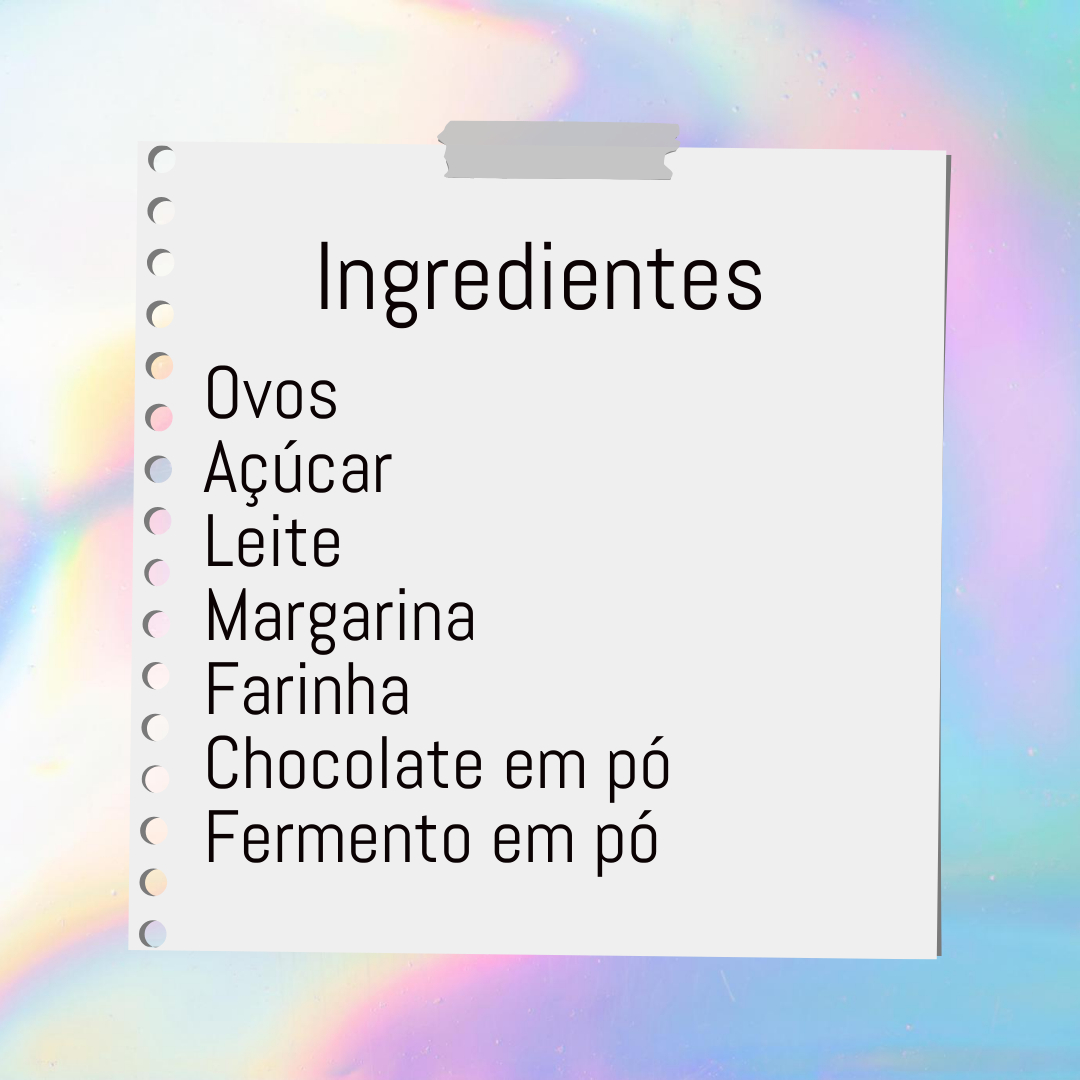 Ingredientes
Ovos
Açúcar
Leite
Margarina
Farinha
Chocolate em pó
Fermento em pó